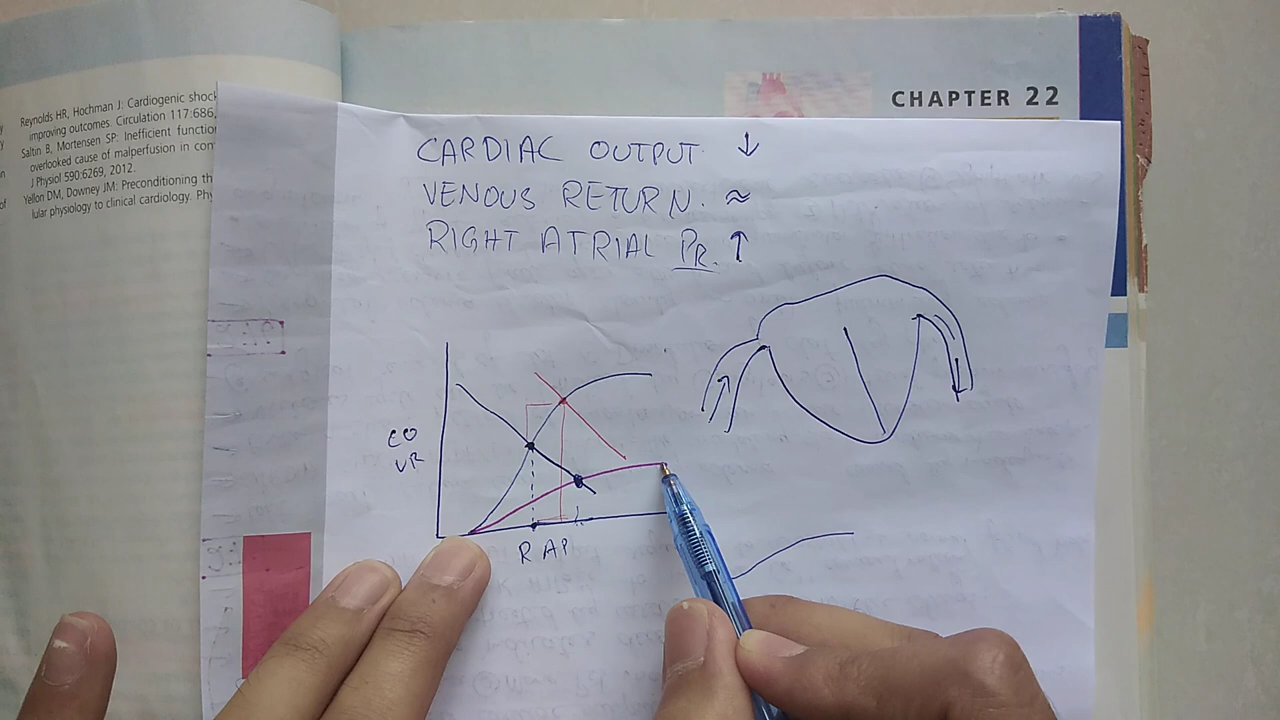 Reynolds HR, Hochman J: Cardiogenic shock
improving outcomes. Circulation 117:686,
Saltin B, Mortensen SP: Inefficient functio
overlooked cause of malperfusion in con
J Physiol 590:6269, 2012.
Yellon DM, Downey JM: Preconditioning th
lular physiology to clinical cardiology. Phy
CHAPTER 22
CARDIAC OUTPUT ↓
VENOUS RETURN. ≈
RIGHT ATRIAL PR. ↑
CO
VR
RAP